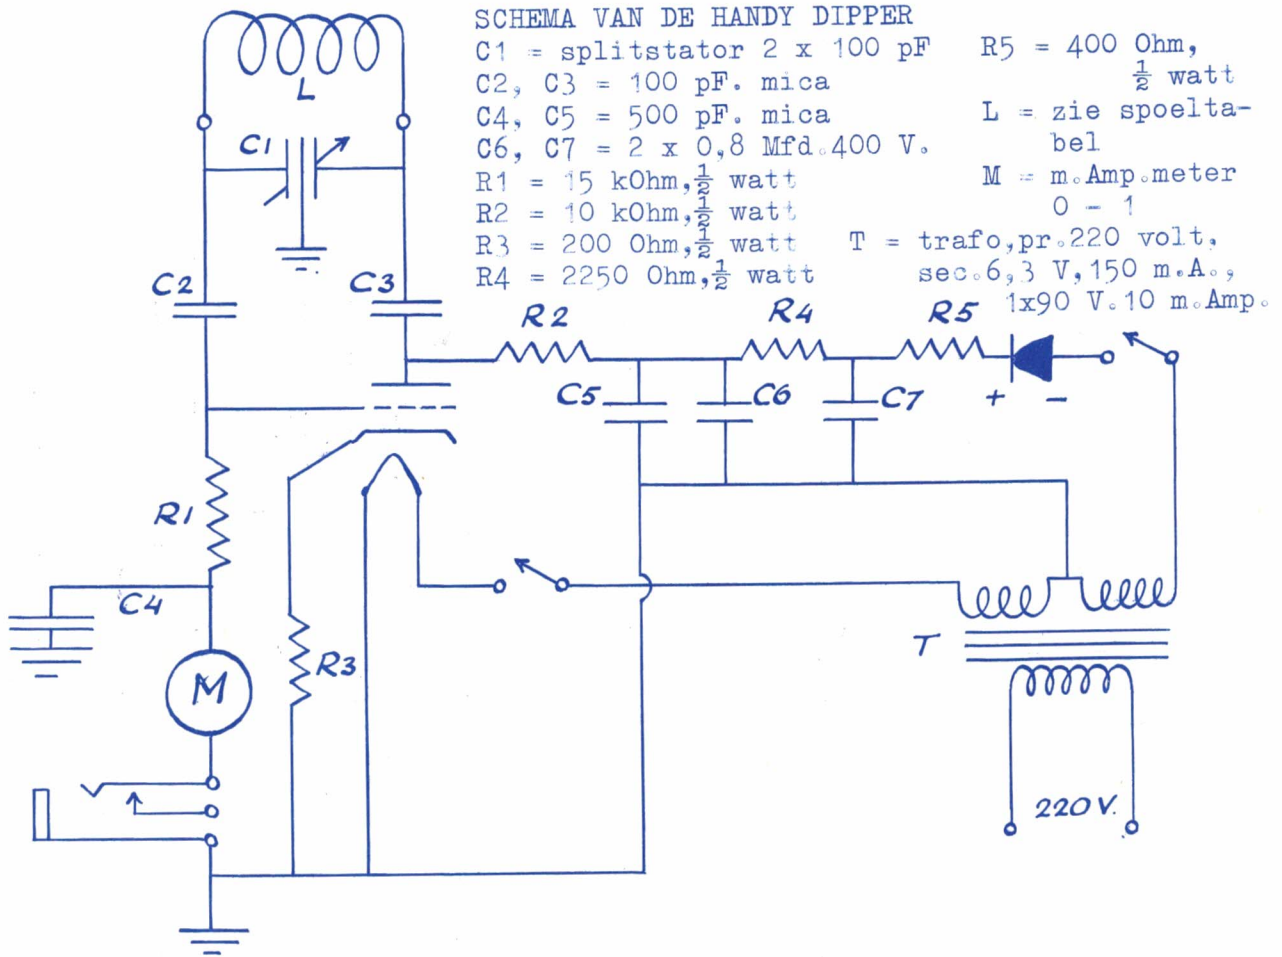 SCHEMA VAN DE HANDY DIPPER
C1 = splitstator 2 x 100 pF
C2, C3 = 100 pF. mica
C4, C5 = 500 pF. mica
C6, C7 = 2 x 0,8 Mfd.400 V.
R1 = 15 kOhm,½ watt
R2 = 10 kOhm,½ watt
R3 = 200 Ohm,½ watt
R4 = 2250 Ohm,½ watt
R5 = 400 Ohm,
½ watt
L = zie spoelta-
bel
M = m.Amp.meter
0 - 1
T = trafo,pr.220 volt,
sec.6,3 V,150 m.A.,
1x90 V.10 m.Amp.
L
C1
C2
C3
R2
R4
R5
C5
C6
C7
+ -
R1
C4
R3
M
T
220 V.